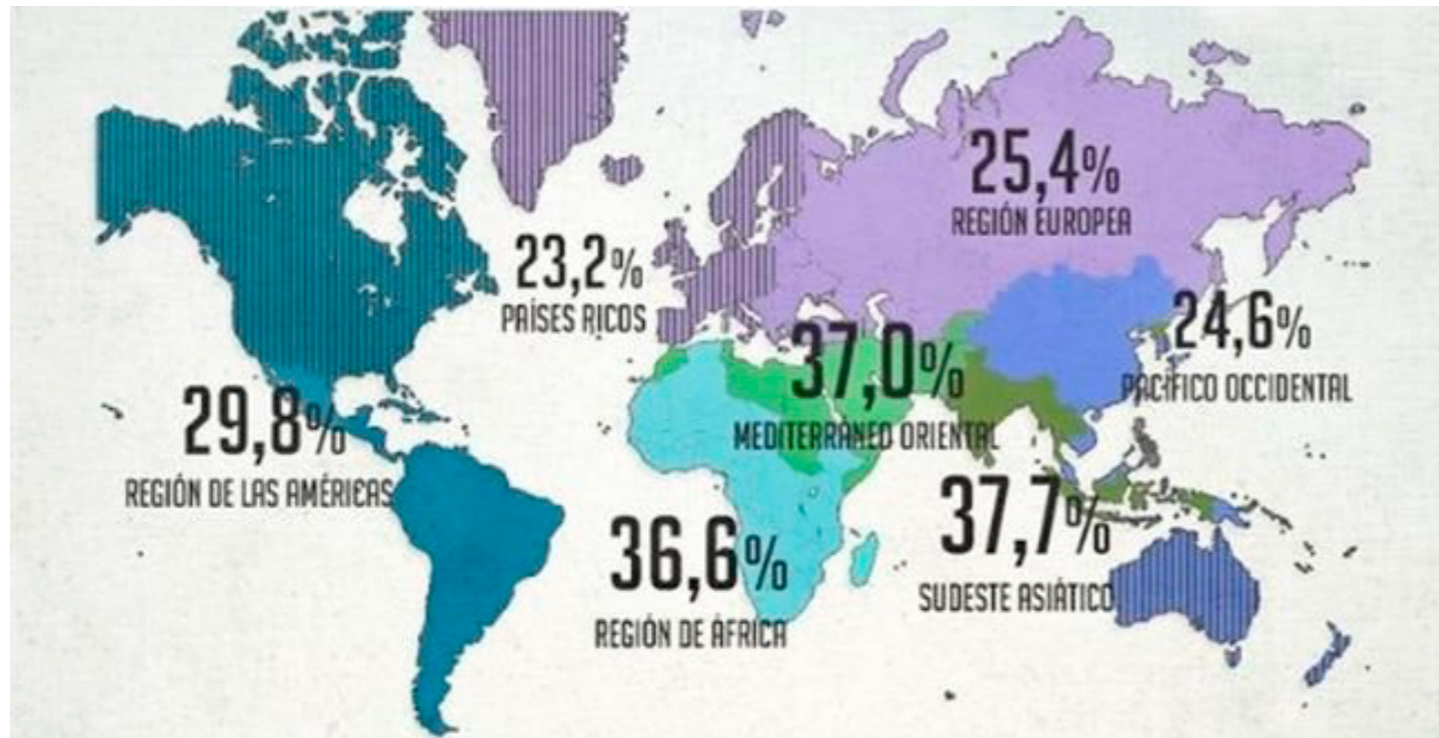 25,4%
REGIÓN EUROPEA
23,2%
PAÍSES RICOS
24,6%
PACÍFICO OCCIDENTAL
37,0%
MEDITERRÁNEO ORIENTAL
29,8%
REGIÓN DE LAS AMÉRICAS
37,7%
SUDESTE ASIÁTICO
36,6%
REGIÓN DE ÁFRICA